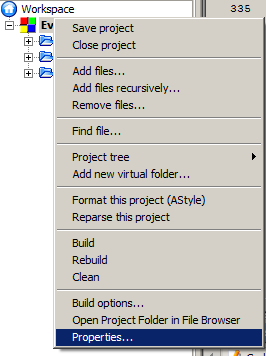 Workspace
335
Ev
Save project
Close project
Add files...
Add files recursively...
Remove files...
Find file...
Project tree
Add new virtual folder...
Format this project (AStyle)
Reparse this project
Build
Rebuild
Clean
Build options...
Open Project Folder in File Browser
Properties...